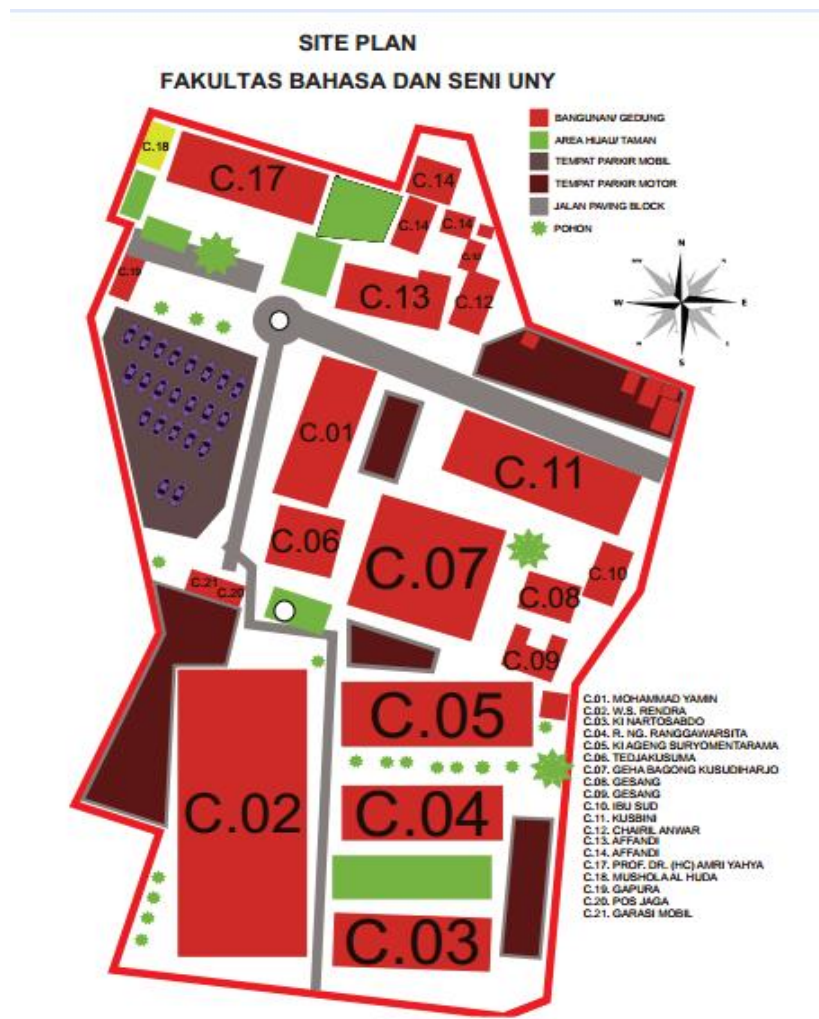 SITE PLAN
FAKULTAS BAHASA DAN SENI UNY
BANGUNAN/ GEDUNG
AREA HIJAU/ TAMAN
TEMPAT PARKIR MOBIL
TEMPAT PARKIR MOTOR
JALAN PAVING BLOCK
POHON
C.18
C.17
C.14
C.14
C.14
C.19
C.13
C.12
N
W
E
S
C.01
C.11
C.06
C.07
C.10
C.08
C.21
C.20
C.09
C.05
C.02
C.04
C.03
C.01. MOHAMMAD YAMIN
C.02. W.S. RENDRA
C.03. KI NARTOSABDO
C.04. R. NG. RANGGAWARSITA
C.05. KI AGENG SURYOMENTARAMA
C.06. TEDJAKUSUMA
C.07. GEHA BAGONG KUSUDIHARJO
C.08. GESANG
C.09. GESANG
C.10. IBU SUD
C.11. KUSBINI
C.12. CHAIRIL ANWAR
C.13. AFFANDI
C.14. AFFANDI
C.17. PROF. DR. (HC) AMRI YAHYA
C.18. MUSHOLA AL HUDA
C.19. GAPURA
C.20. POS JAGA
C.21. GARASI MOBIL